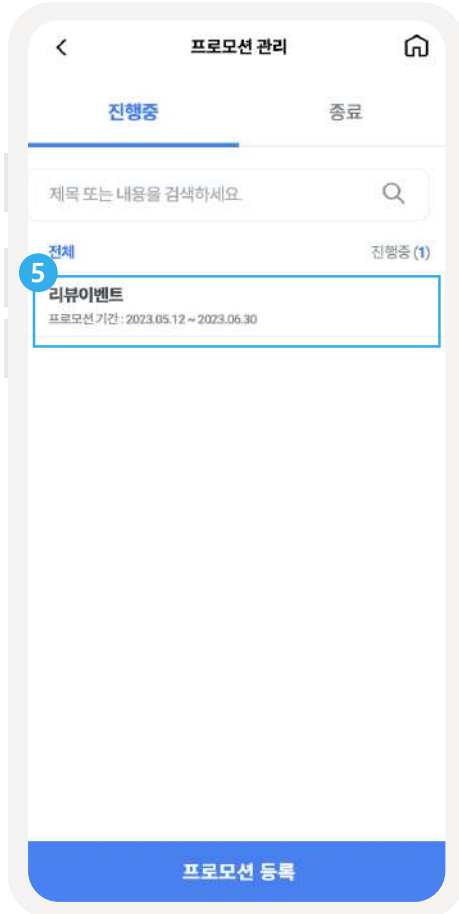 프로모션 관리
진행중 종료
제목 또는 내용을 검색하세요.
전체 진행중 (1)
5
리뷰이벤트
프로모션 기간 : 2023.05.12 ~ 2023.06.30
프로모션 등록